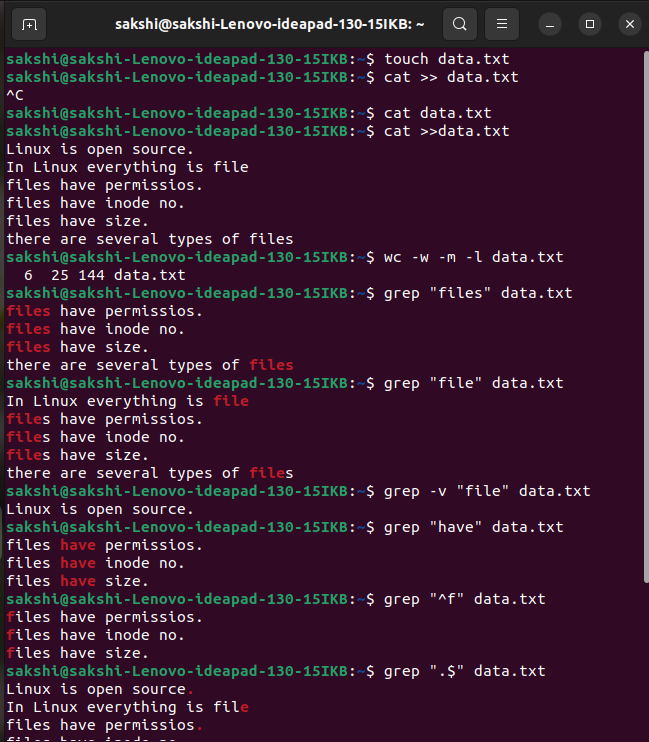 sakshi@sakshi-Lenovo-ideapad-130-15IKB: ~
sakshi@sakshi-Lenovo-ideapad-130-15IKB:~$ touch data.txt
sakshi@sakshi-Lenovo-ideapad-130-15IKB:~$ cat >> data.txt
^C
sakshi@sakshi-Lenovo-ideapad-130-15IKB:~$ cat data.txt
sakshi@sakshi-Lenovo-ideapad-130-15IKB:~$ cat >>data.txt
Linux is open source.
In Linux everything is file
files have permissios.
files have inode no.
files have size.
there are several types of files
sakshi@sakshi-Lenovo-ideapad-130-15IKB:~$ wc -w -m -l data.txt
  6  25 144 data.txt
sakshi@sakshi-Lenovo-ideapad-130-15IKB:~$ grep "files" data.txt
files have permissios.
files have inode no.
files have size.
there are several types of files
sakshi@sakshi-Lenovo-ideapad-130-15IKB:~$ grep "file" data.txt
In Linux everything is file
files have permissios.
files have inode no.
files have size.
there are several types of files
sakshi@sakshi-Lenovo-ideapad-130-15IKB:~$ grep -v "file" data.txt
Linux is open source.
sakshi@sakshi-Lenovo-ideapad-130-15IKB:~$ grep "have" data.txt
files have permissios.
files have inode no.
files have size.
sakshi@sakshi-Lenovo-ideapad-130-15IKB:~$ grep "^f" data.txt
files have permissios.
files have inode no.
files have size.
sakshi@sakshi-Lenovo-ideapad-130-15IKB:~$ grep ".$" data.txt
Linux is open source.
In Linux everything is file
files have permissios.
files have inode no